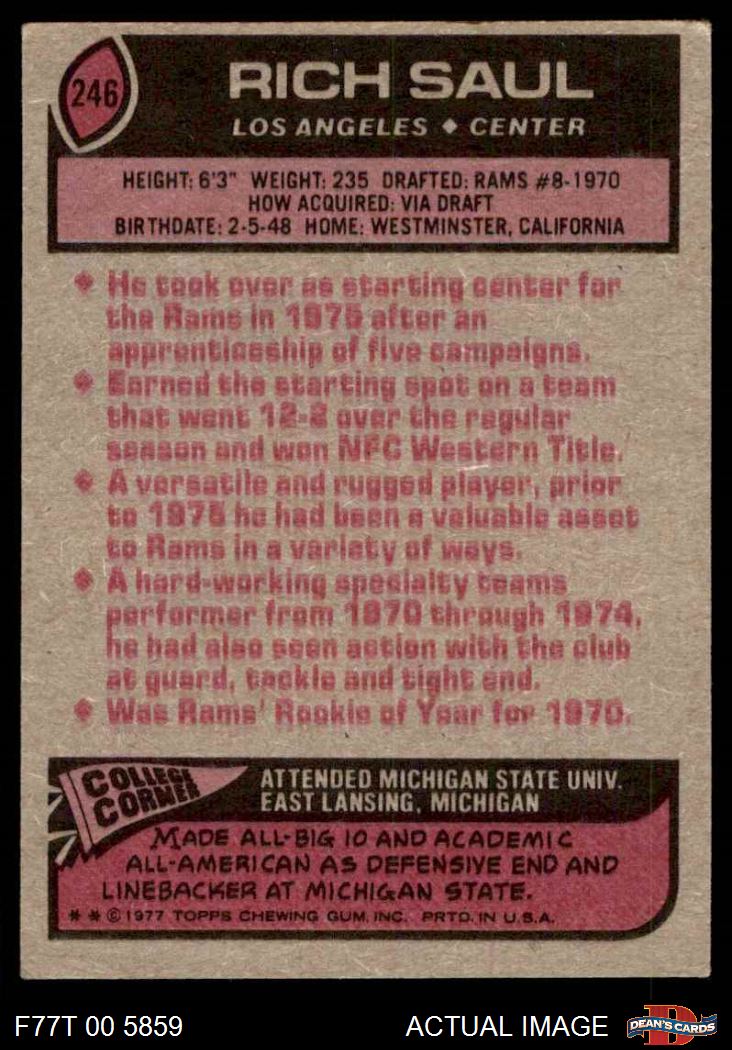 246
RICH SAUL
LOS ANGELES ♦ CENTER
HEIGHT: 6'3" WEIGHT: 235 DRAFTED: RAMS #8-1970
HOW ACQUIRED: VIA DRAFT
BIRTHDATE: 2-5-48 HOME: WESTMINSTER, CALIFORNIA
♦ He took over as starting center for
the Rams in 1975 after an
apprenticeship of five campaigns.
♦ Earned the starting spot on a team
that went 12-2 over the regular
season and won NFC Western Title.
♦ A versatile and rugged player, prior
to 1975 he had been a valuable asset
to Rams in a variety of ways.
♦ A hard-working specialty teams
performer from 1970 through 1974,
he had also seen action with the club
at guard, tackle and tight end.
♦ Was Rams' Rookie of Year for 1970.
COLLEGE
CORNER
ATTENDED MICHIGAN STATE UNIV.
EAST LANSING, MICHIGAN
MADE ALL-BIG 10 AND ACADEMIC
ALL-AMERICAN AS DEFENSIVE END AND
LINEBACKER AT MICHIGAN STATE.
* * © 1977 TOPPS CHEWING GUM, INC. PRTD. IN U.S.A.
F77T 00 5859
ACTUAL IMAGE
D
DEAN'S CARDS